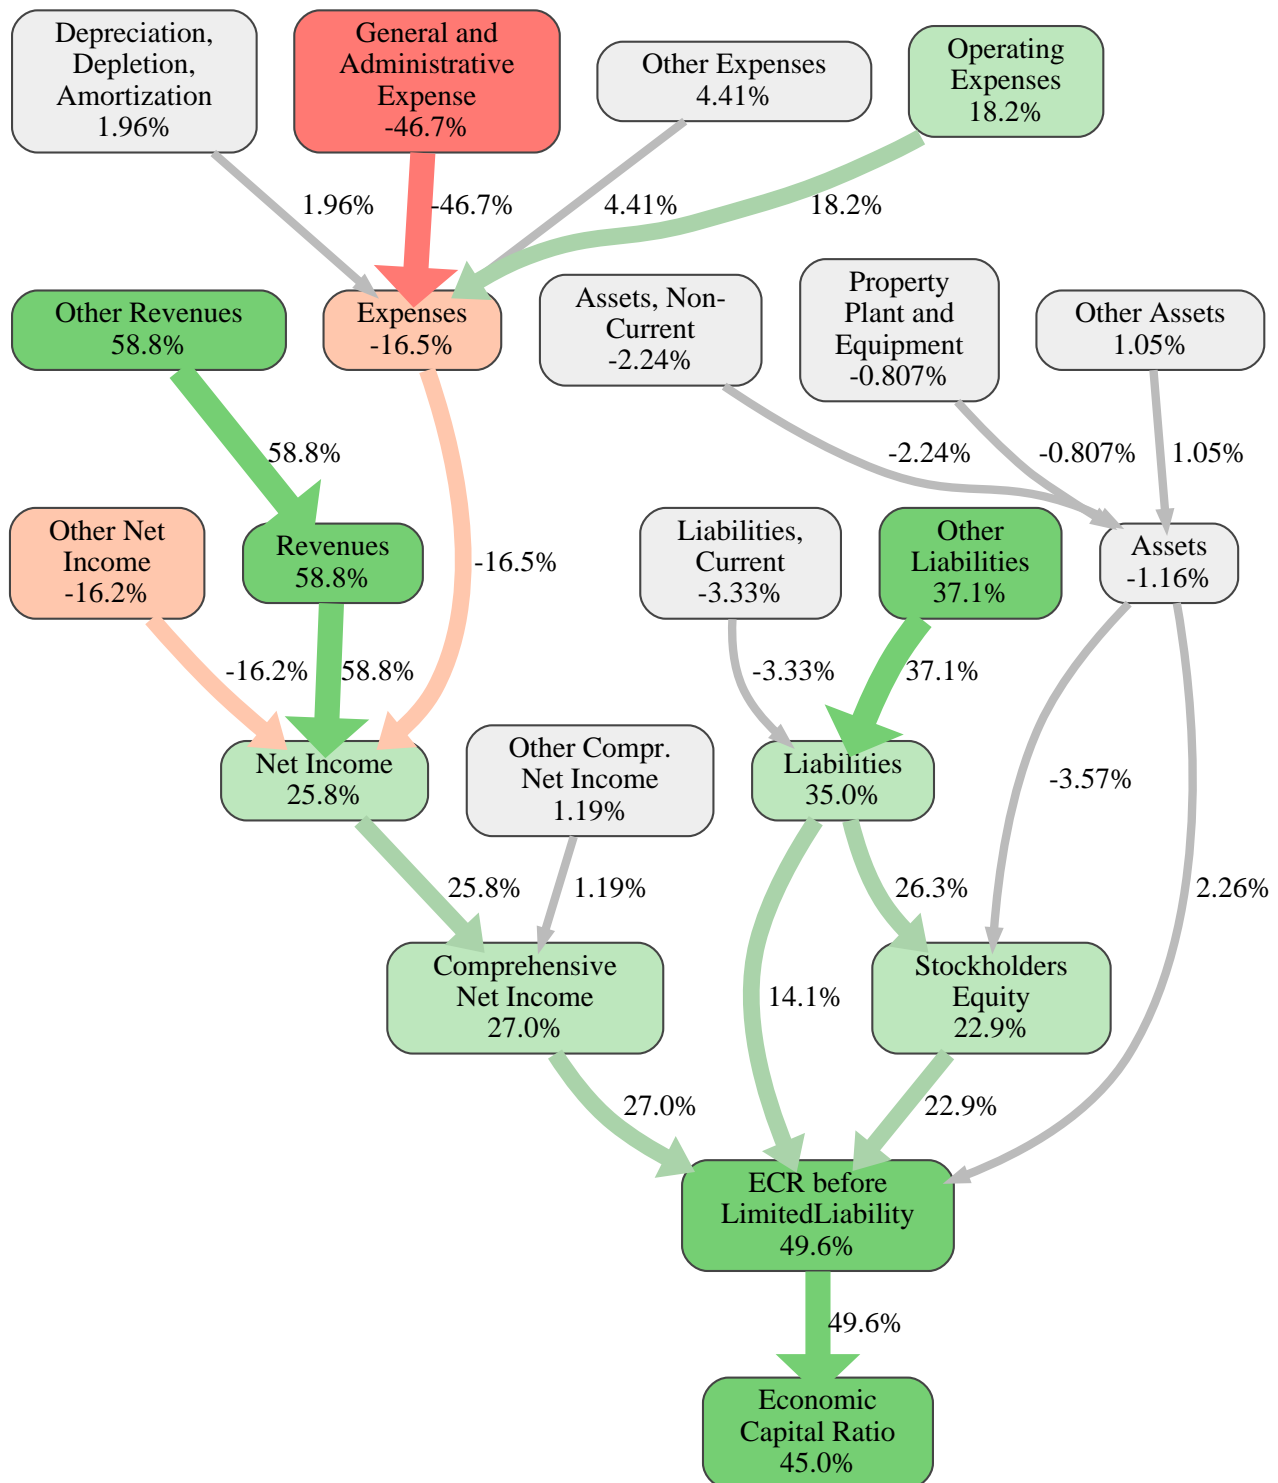 Depreciation,
Depletion,
Amortization
1.96%
General and
Administrative
Expense
-46.7%
Other Expenses
4.41%
Operating
Expenses
18.2%
1.96%
-46.7%
4.41%
18.2%
Other Revenues
58.8%
Expenses
-16.5%
Assets, Non-
Current
-2.24%
Property
Plant and
Equipment
-0.807%
Other Assets
1.05%
58.8%
-2.24%
-0.807%
1.05%
Other Net
Income
-16.2%
Revenues
58.8%
-16.5%
Liabilities,
Current
-3.33%
Other
Liabilities
37.1%
Assets
-1.16%
-16.2%
58.8%
-3.33%
37.1%
Net Income
25.8%
Other Compr.
Net Income
1.19%
Liabilities
35.0%
-3.57%
25.8%
1.19%
26.3%
2.26%
Comprehensive
Net Income
27.0%
14.1%
Stockholders
Equity
22.9%
27.0%
22.9%
ECR before
LimitedLiability
49.6%
49.6%
Economic
Capital Ratio
45.0%